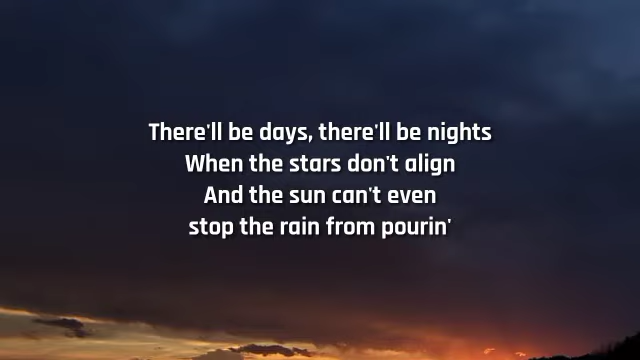 There'll be days, there'll be nights
When the stars don't align
And the sun can't even
stop the rain from pourin'